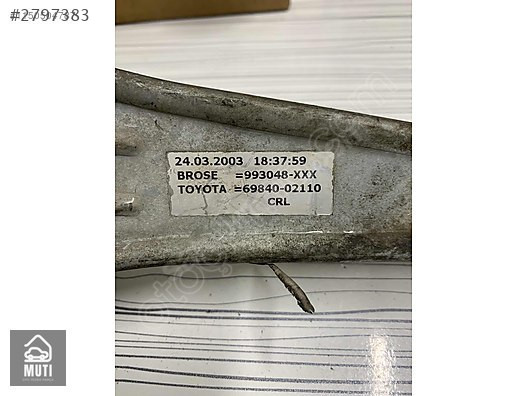 #2797383
24.03.2003 18:37:59
BROSE =993048-XXX
TOYOTA =69840-02110
CRL
MUTI